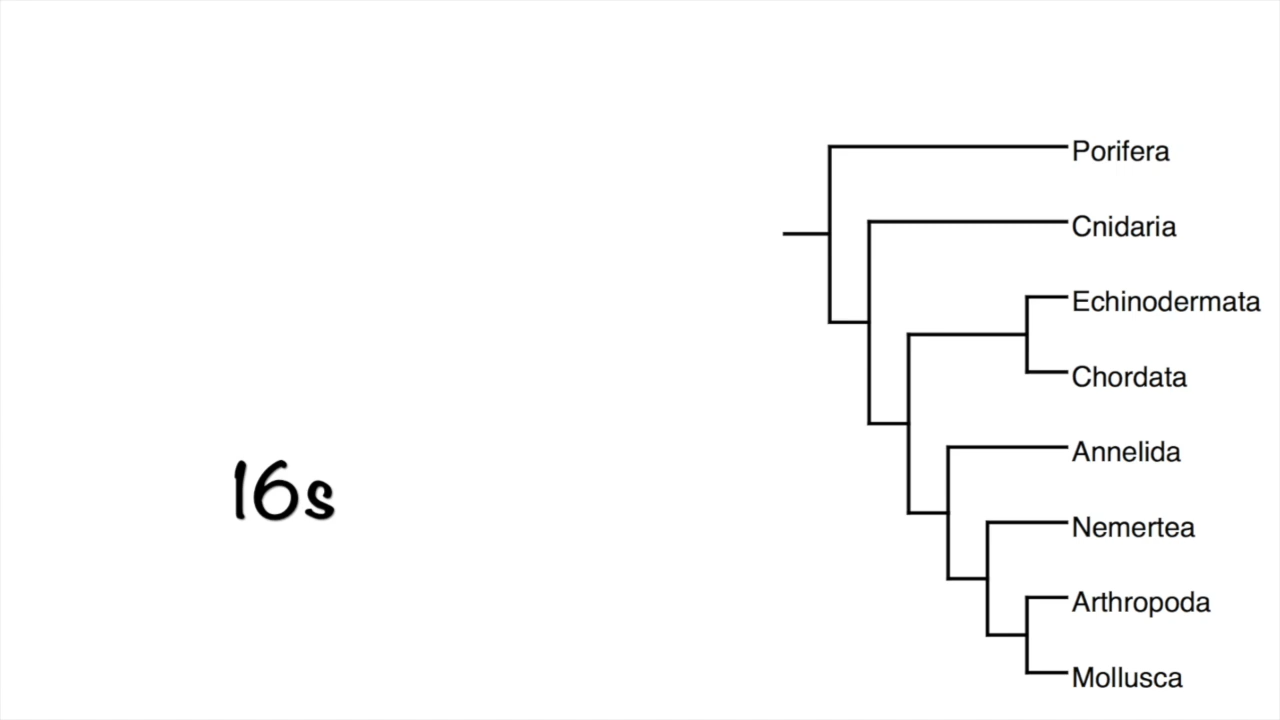 Porifera
Cnidaria
Echinodermata
Chordata
Annelida
16s
Nemertea
Arthropoda
Mollusca